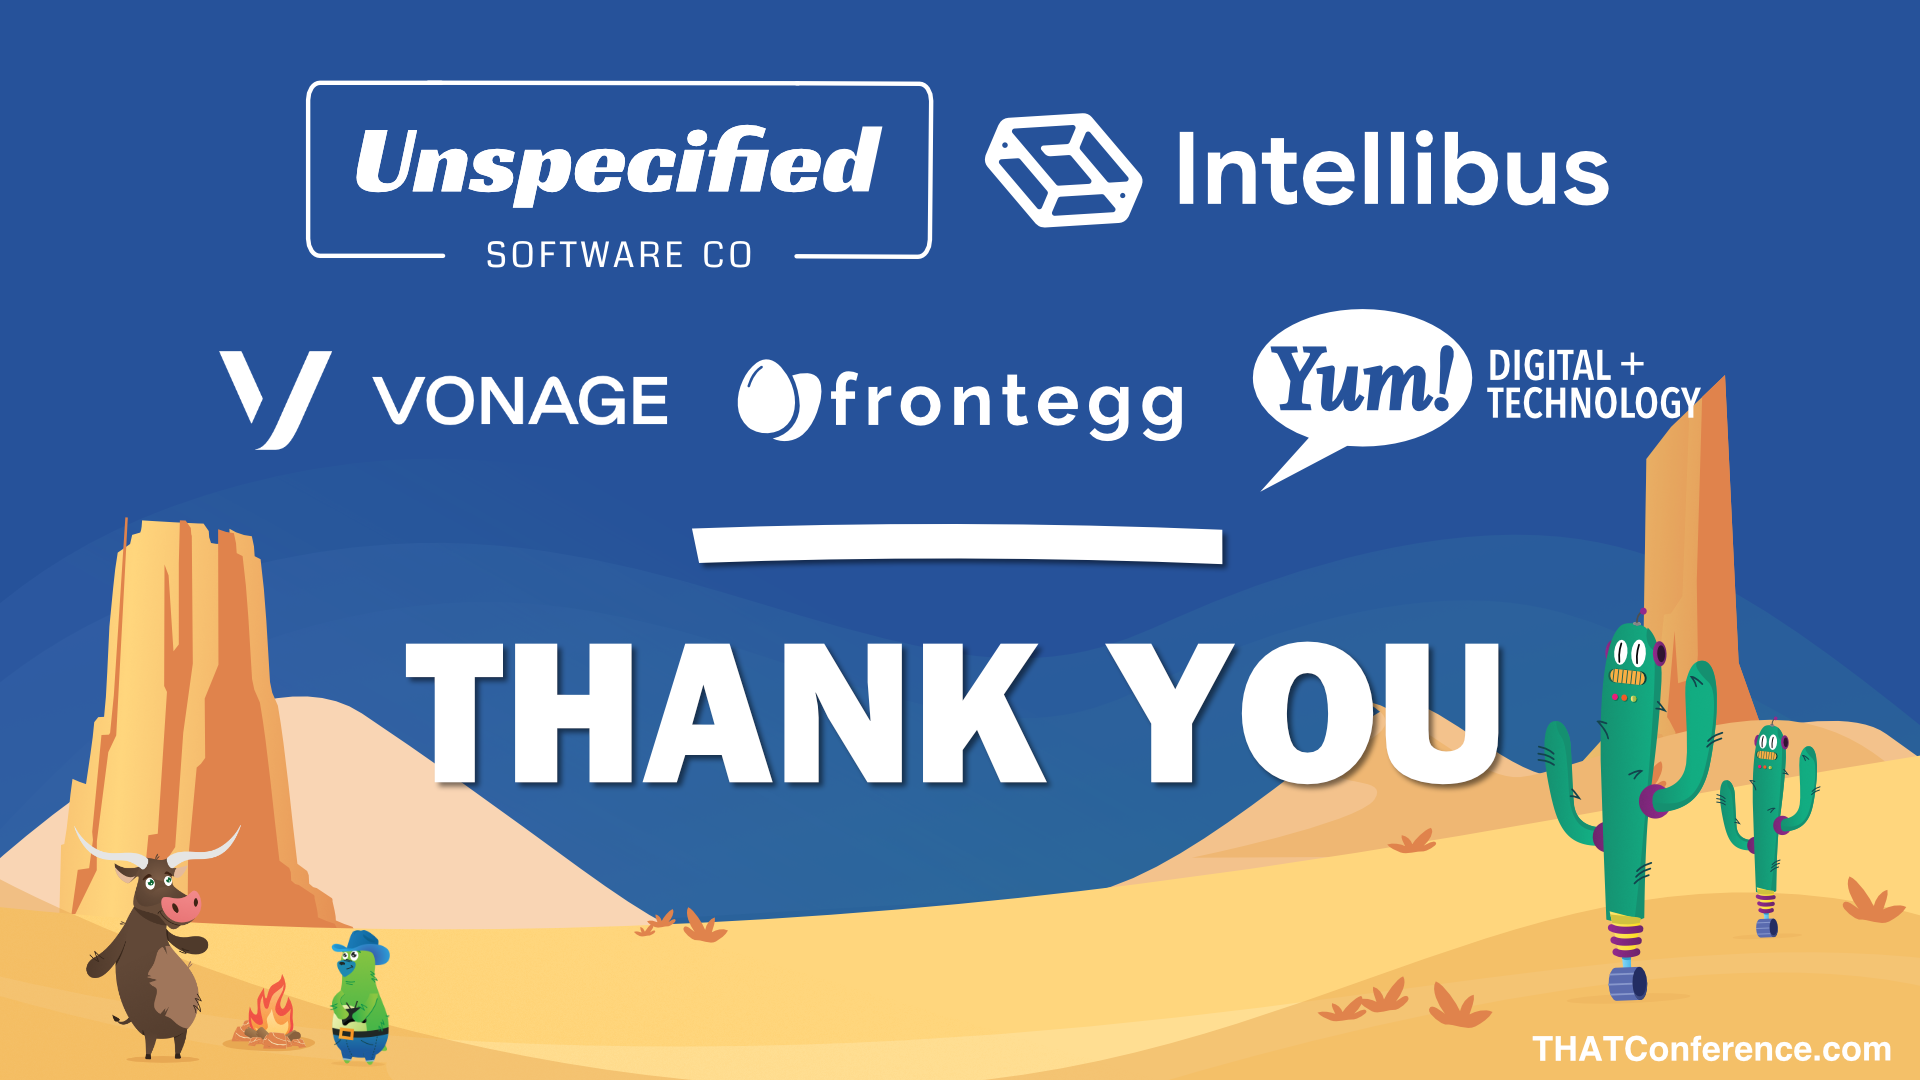 Unspecified
SOFTWARE CO
Intellibus
VONAGE
frontegg
Yum!
DIGITAL +
TECHNOLOGY
THANK YOU
THATConference.com